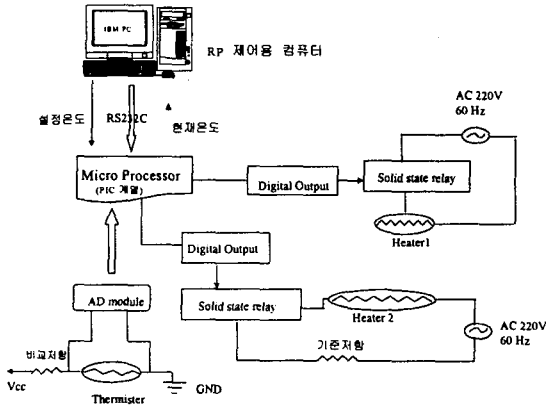 IBM PC
RP 제어용 컴퓨터
설정온도
RS232C
현재온도
AC 220V
60 Hz
Micro Processor
(PIC 계열)
Digital Output
Solid state relay
Heater1
Digital Output
AD module
Solid state relay
Heater 2
AC 220V
60 Hz
기준저항
비교저항
Vcc
GND
Thermister